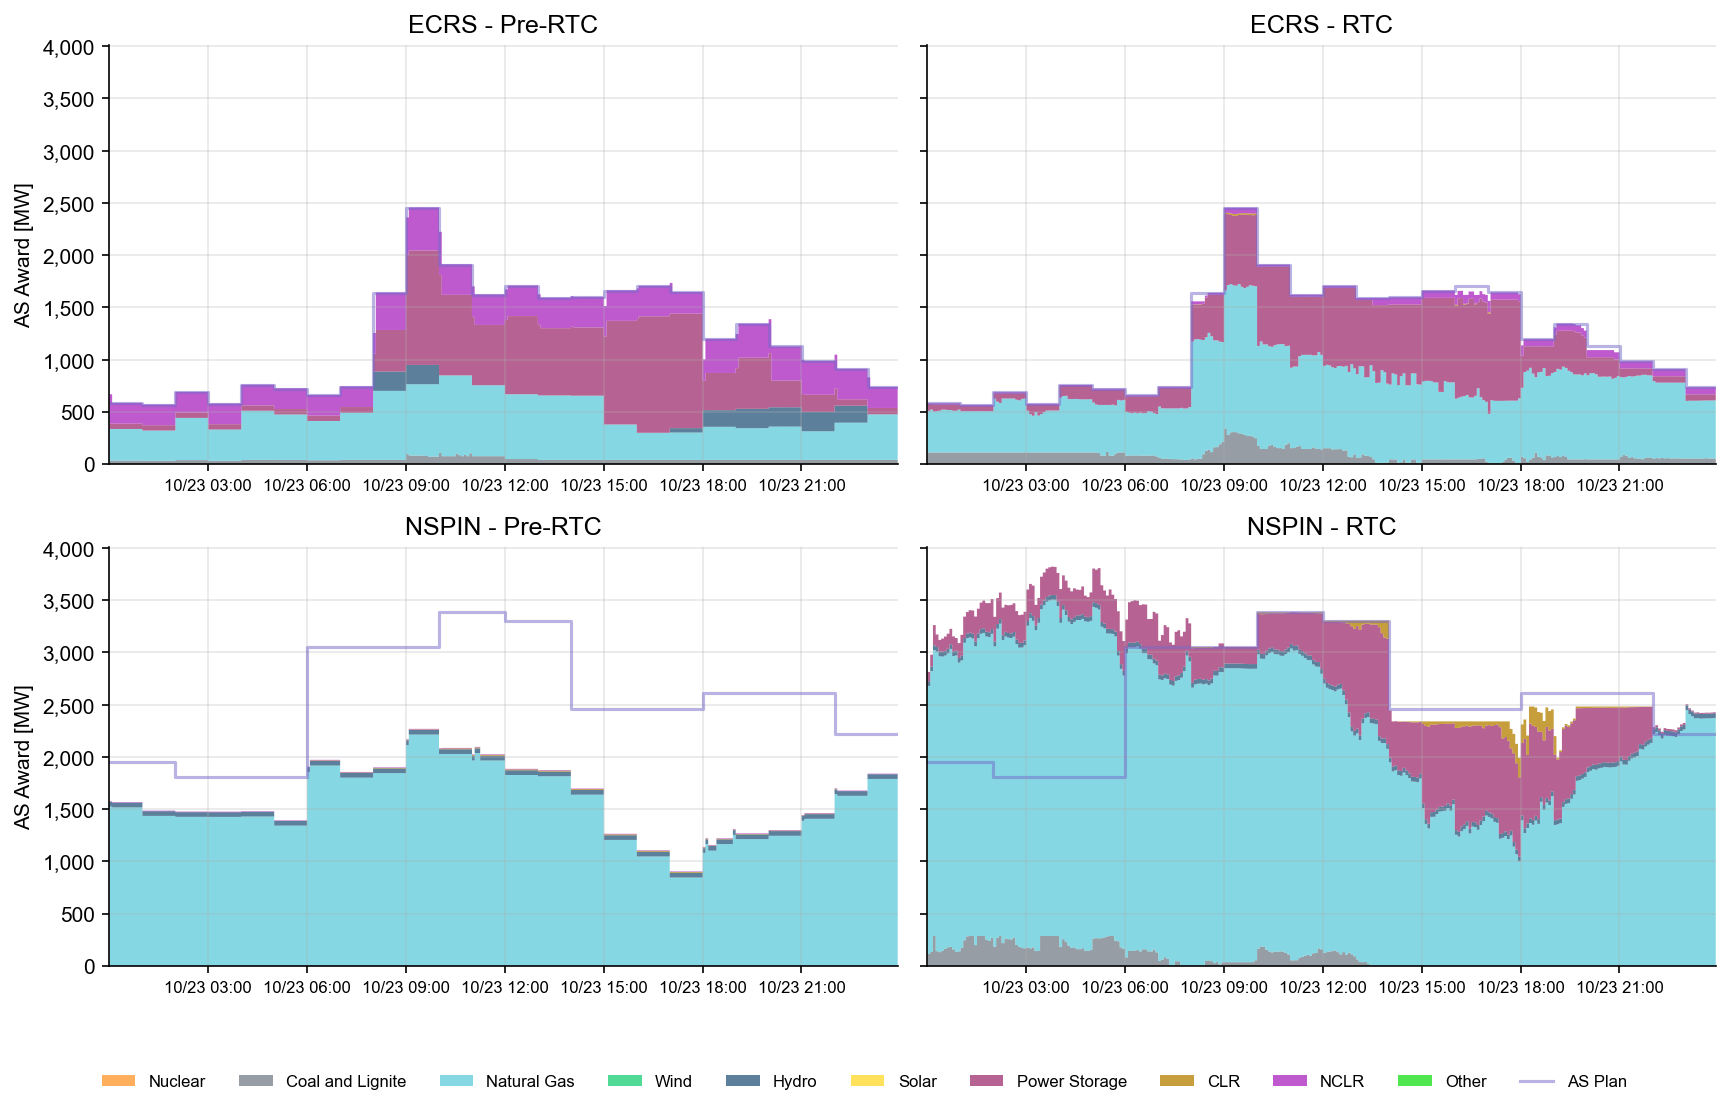 ECRS - Pre-RTC
ECRS - RTC
AS Award [MW]
4,000
3,500
3,000
2,500
2,000
1,500
1,000
500
0
10/23 03:00 10/23 06:00 10/23 09:00 10/23 12:00 10/23 15:00 10/23 18:00 10/23 21:00
10/23 03:00 10/23 06:00 10/23 09:00 10/23 12:00 10/23 15:00 10/23 18:00 10/23 21:00
NSPIN - Pre-RTC
NSPIN - RTC
AS Award [MW]
4,000
3,500
3,000
2,500
2,000
1,500
1,000
500
0
10/23 03:00 10/23 06:00 10/23 09:00 10/23 12:00 10/23 15:00 10/23 18:00 10/23 21:00
10/23 03:00 10/23 06:00 10/23 09:00 10/23 12:00 10/23 15:00 10/23 18:00 10/23 21:00
Nuclear Coal and Lignite Natural Gas Wind Hydro Solar Power Storage CLR NCLR Other AS Plan